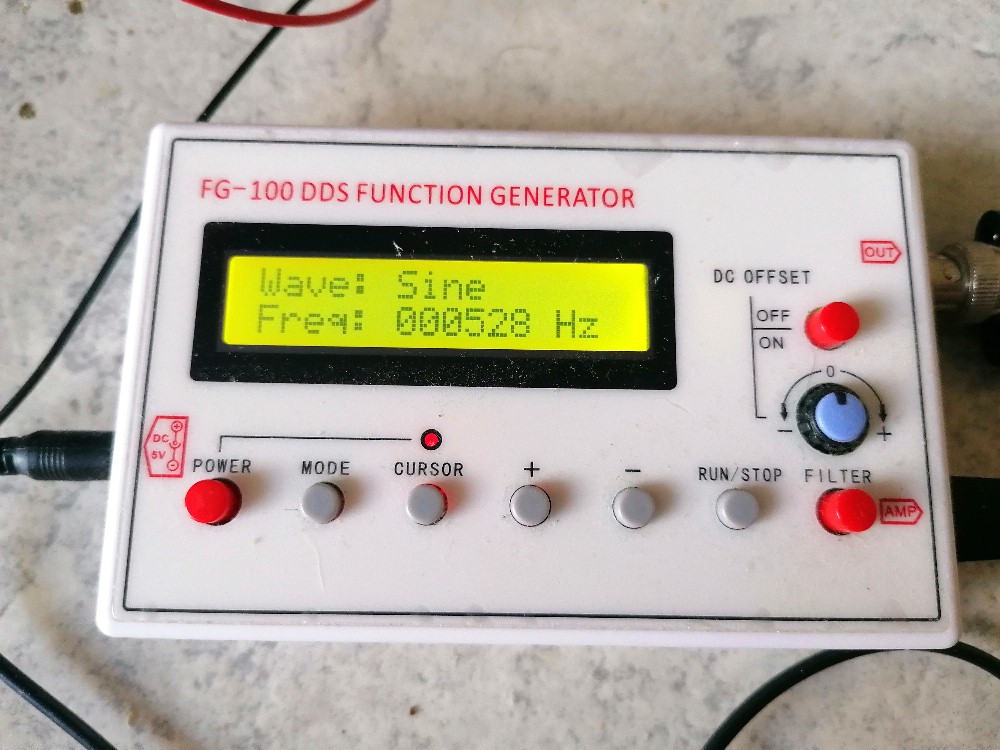 FG-100 DDS FUNCTION GENERATOR
OUT
Wave: Sine
Freq: 000528 Hz
DC OFFSET
OFF
ON
0
- +
DC
5V
+
-
POWER
MODE
CURSOR
+
-
RUN/STOP
FILTER
AMP